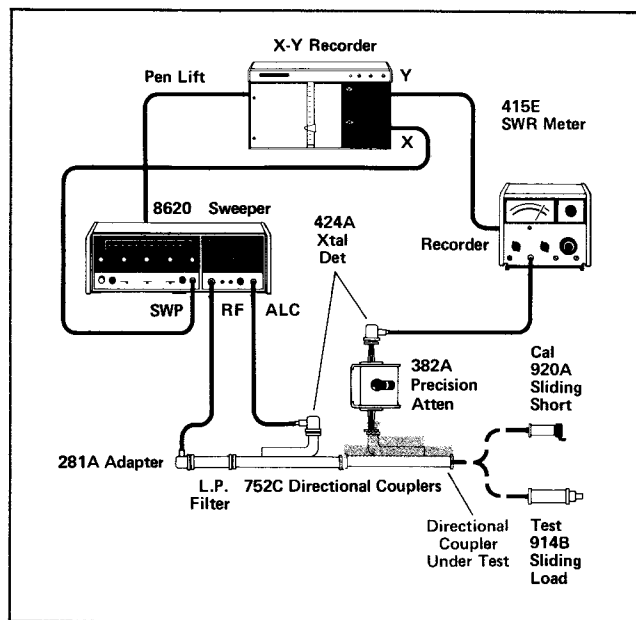 X-Y Recorder
Pen Lift
Y
X
415E
SWR Meter
8620 Sweeper
424A
Xtal
Det
Recorder
SWP
RF
ALC
382A
Precision
Atten
Cal
920A
Sliding
Short
281A Adapter
L.P.
Filter
752C Directional Couplers
Directional
Coupler
Under Test
Test
914B
Sliding
Load